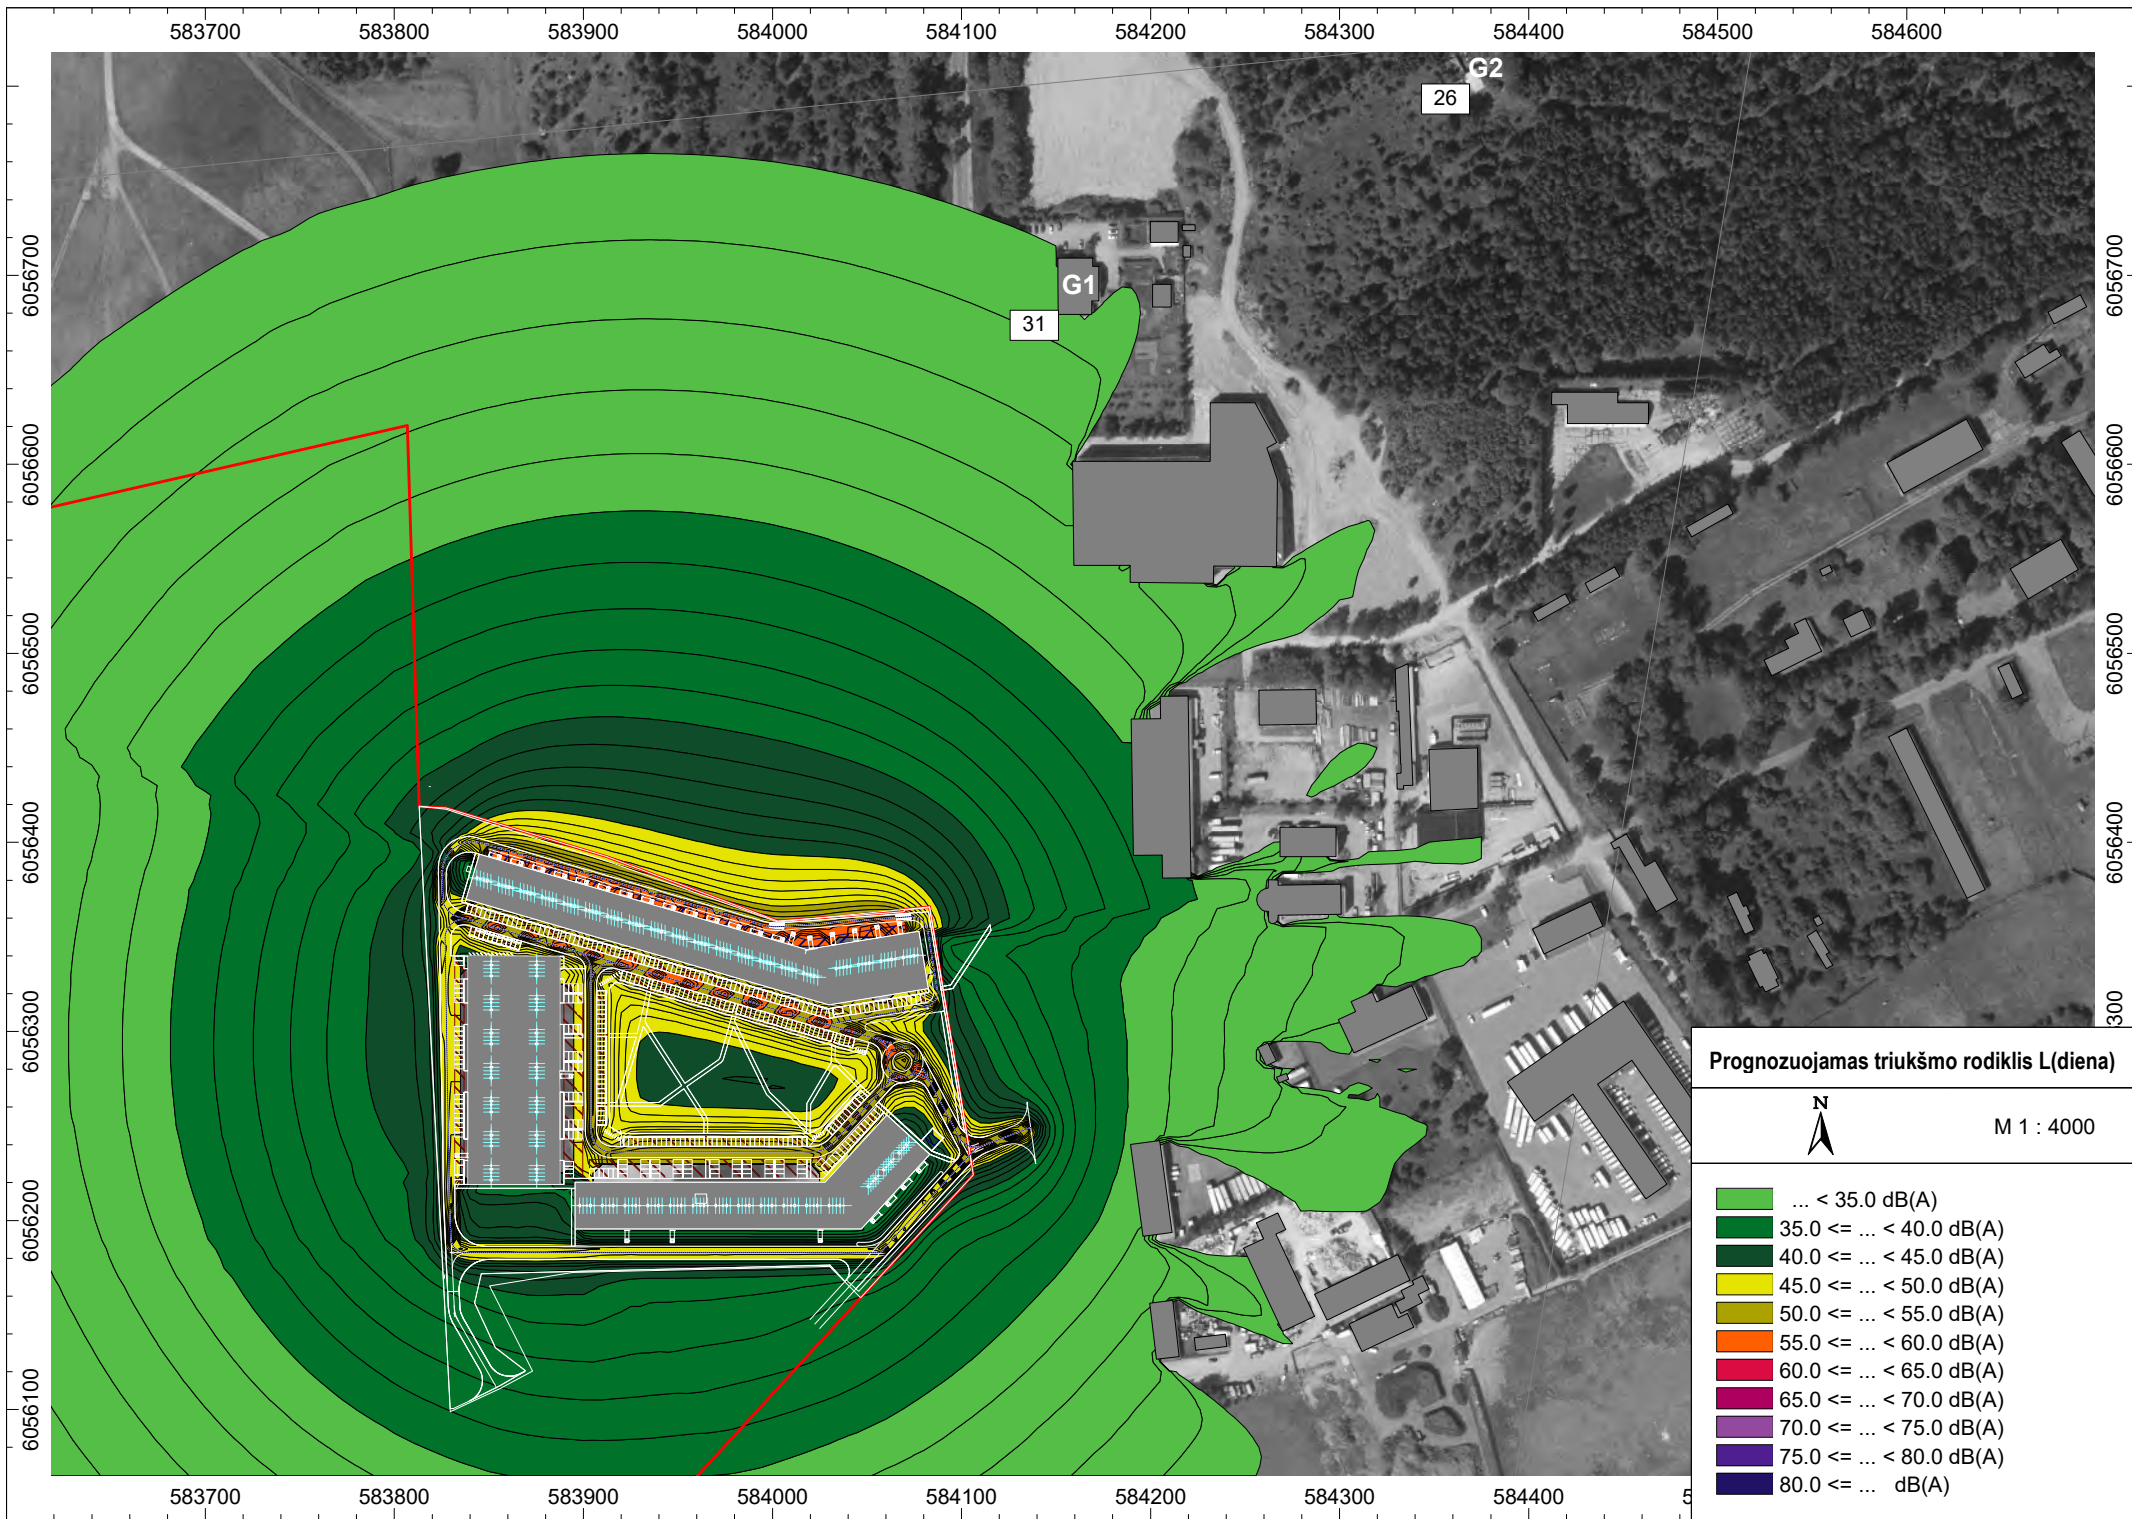 583700 583800 583900 584000 584100 584200 584300 584400 584500 584600
G2
26
G1
31
6056700
6056600
6056500
6056400
6056300
6056200
6056100
6056700
6056600
6056500
6056400
300
Prognozuojamas triukšmo rodiklis L(diena)
N
M 1 : 4000
... < 35.0 dB(A)
35.0 <= ... < 40.0 dB(A)
40.0 <= ... < 45.0 dB(A)
45.0 <= ... < 50.0 dB(A)
50.0 <= ... < 55.0 dB(A)
55.0 <= ... < 60.0 dB(A)
60.0 <= ... < 65.0 dB(A)
65.0 <= ... < 70.0 dB(A)
70.0 <= ... < 75.0 dB(A)
75.0 <= ... < 80.0 dB(A)
80.0 <= ... dB(A)
583700 583800 583900 584000 584100 584200 584300 584400